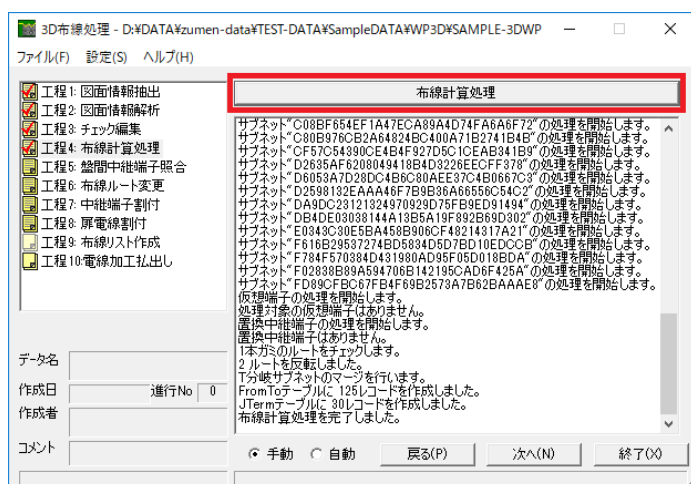 3D布線処理 - D:¥DATA¥zumen-data¥TEST-DATA¥SampleDATA¥WP3D¥SAMPLE-3DWP
ファイル(F) 設定(S) ヘルプ(H)
工程1: 図面情報抽出
工程2: 図面情報解析
工程3: チェック編集
工程4: 布線計算処理
工程5: 盤間中継端子照合
工程6: 布線ルート変更
工程7: 中継端子割付
工程8: 扉電線割付
工程9: 布線リスト作成
工程10:電線加工払出し
データ名
作成日 進行No 0
作成者
コメント
布線計算処理
サブネット"C08BF654EF1A47ECA89A4D74FA6A6F72"の処理を開始します。
サブネット"C80B976CB2A64824BC400A71B2741B4B"の処理を開始します。
サブネット"CF57C54390CE4B4F927D5C1CEAB341B9"の処理を開始します。
サブネット"D2635AF6208049418B4D3226EECFF378"の処理を開始します。
サブネット"D6053A7D28DC4B6C80AEE37C4B0667C3"の処理を開始します。
サブネット"D2598132EAAA46F7B9B36A66556C54C2"の処理を開始します。
サブネット"DA9DC23121324970929D75FB9ED91494"の処理を開始します。
サブネット"DB4DE03038144A13B5A19F892B69D302"の処理を開始します。
サブネット"E0343C30E5BA458B906CF48214317A21"の処理を開始します。
サブネット"F616B29537274BD5834D5D7BD10EDCCB"の処理を開始します。
サブネット"F784F570384D431980AD95F05D018BDA"の処理を開始します。
サブネット"F02838B89A594706B142195CAD6F425A"の処理を開始します。
サブネット"FD89CFBC67FB4F69B2573A7B62BAAAE8"の処理を開始します。
仮想端子の処理を開始します。
処理対象の仮想端子はありません。
置換中継端子の処理を開始します。
置換中継端子はありません。
1本ガミのルートをチェックします。
2 ルートを反転しました。
T分岐サブネットのマージを行います。
FromToテーブルに 125レコードを作成しました。
JTermテーブルに 30レコードを作成しました。
布線計算処理を完了しました。
手動 自動 戻る(P) 次へ(N) 終了(X)